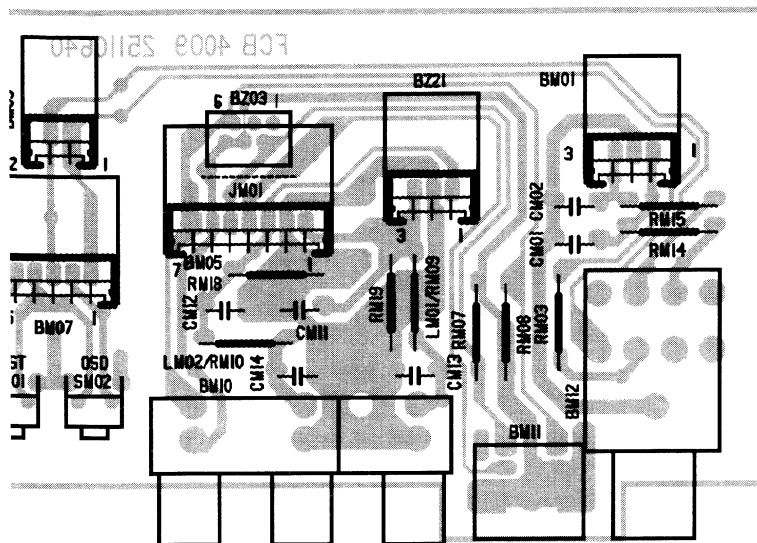 FCB 4009 25110640
BZ21
BM01
BZ03
6 1
JM01
3 1
2 1
CM02
RM15
CM01
RM14
3 1
7 BM05 1
RM18
CM12
CM11
RM19
LM01/RM09
RM07
RM08
RM03
BM07
1
LM02/RM10
CM14
BM10
CM13
BM12
BM11
OSD
SM02